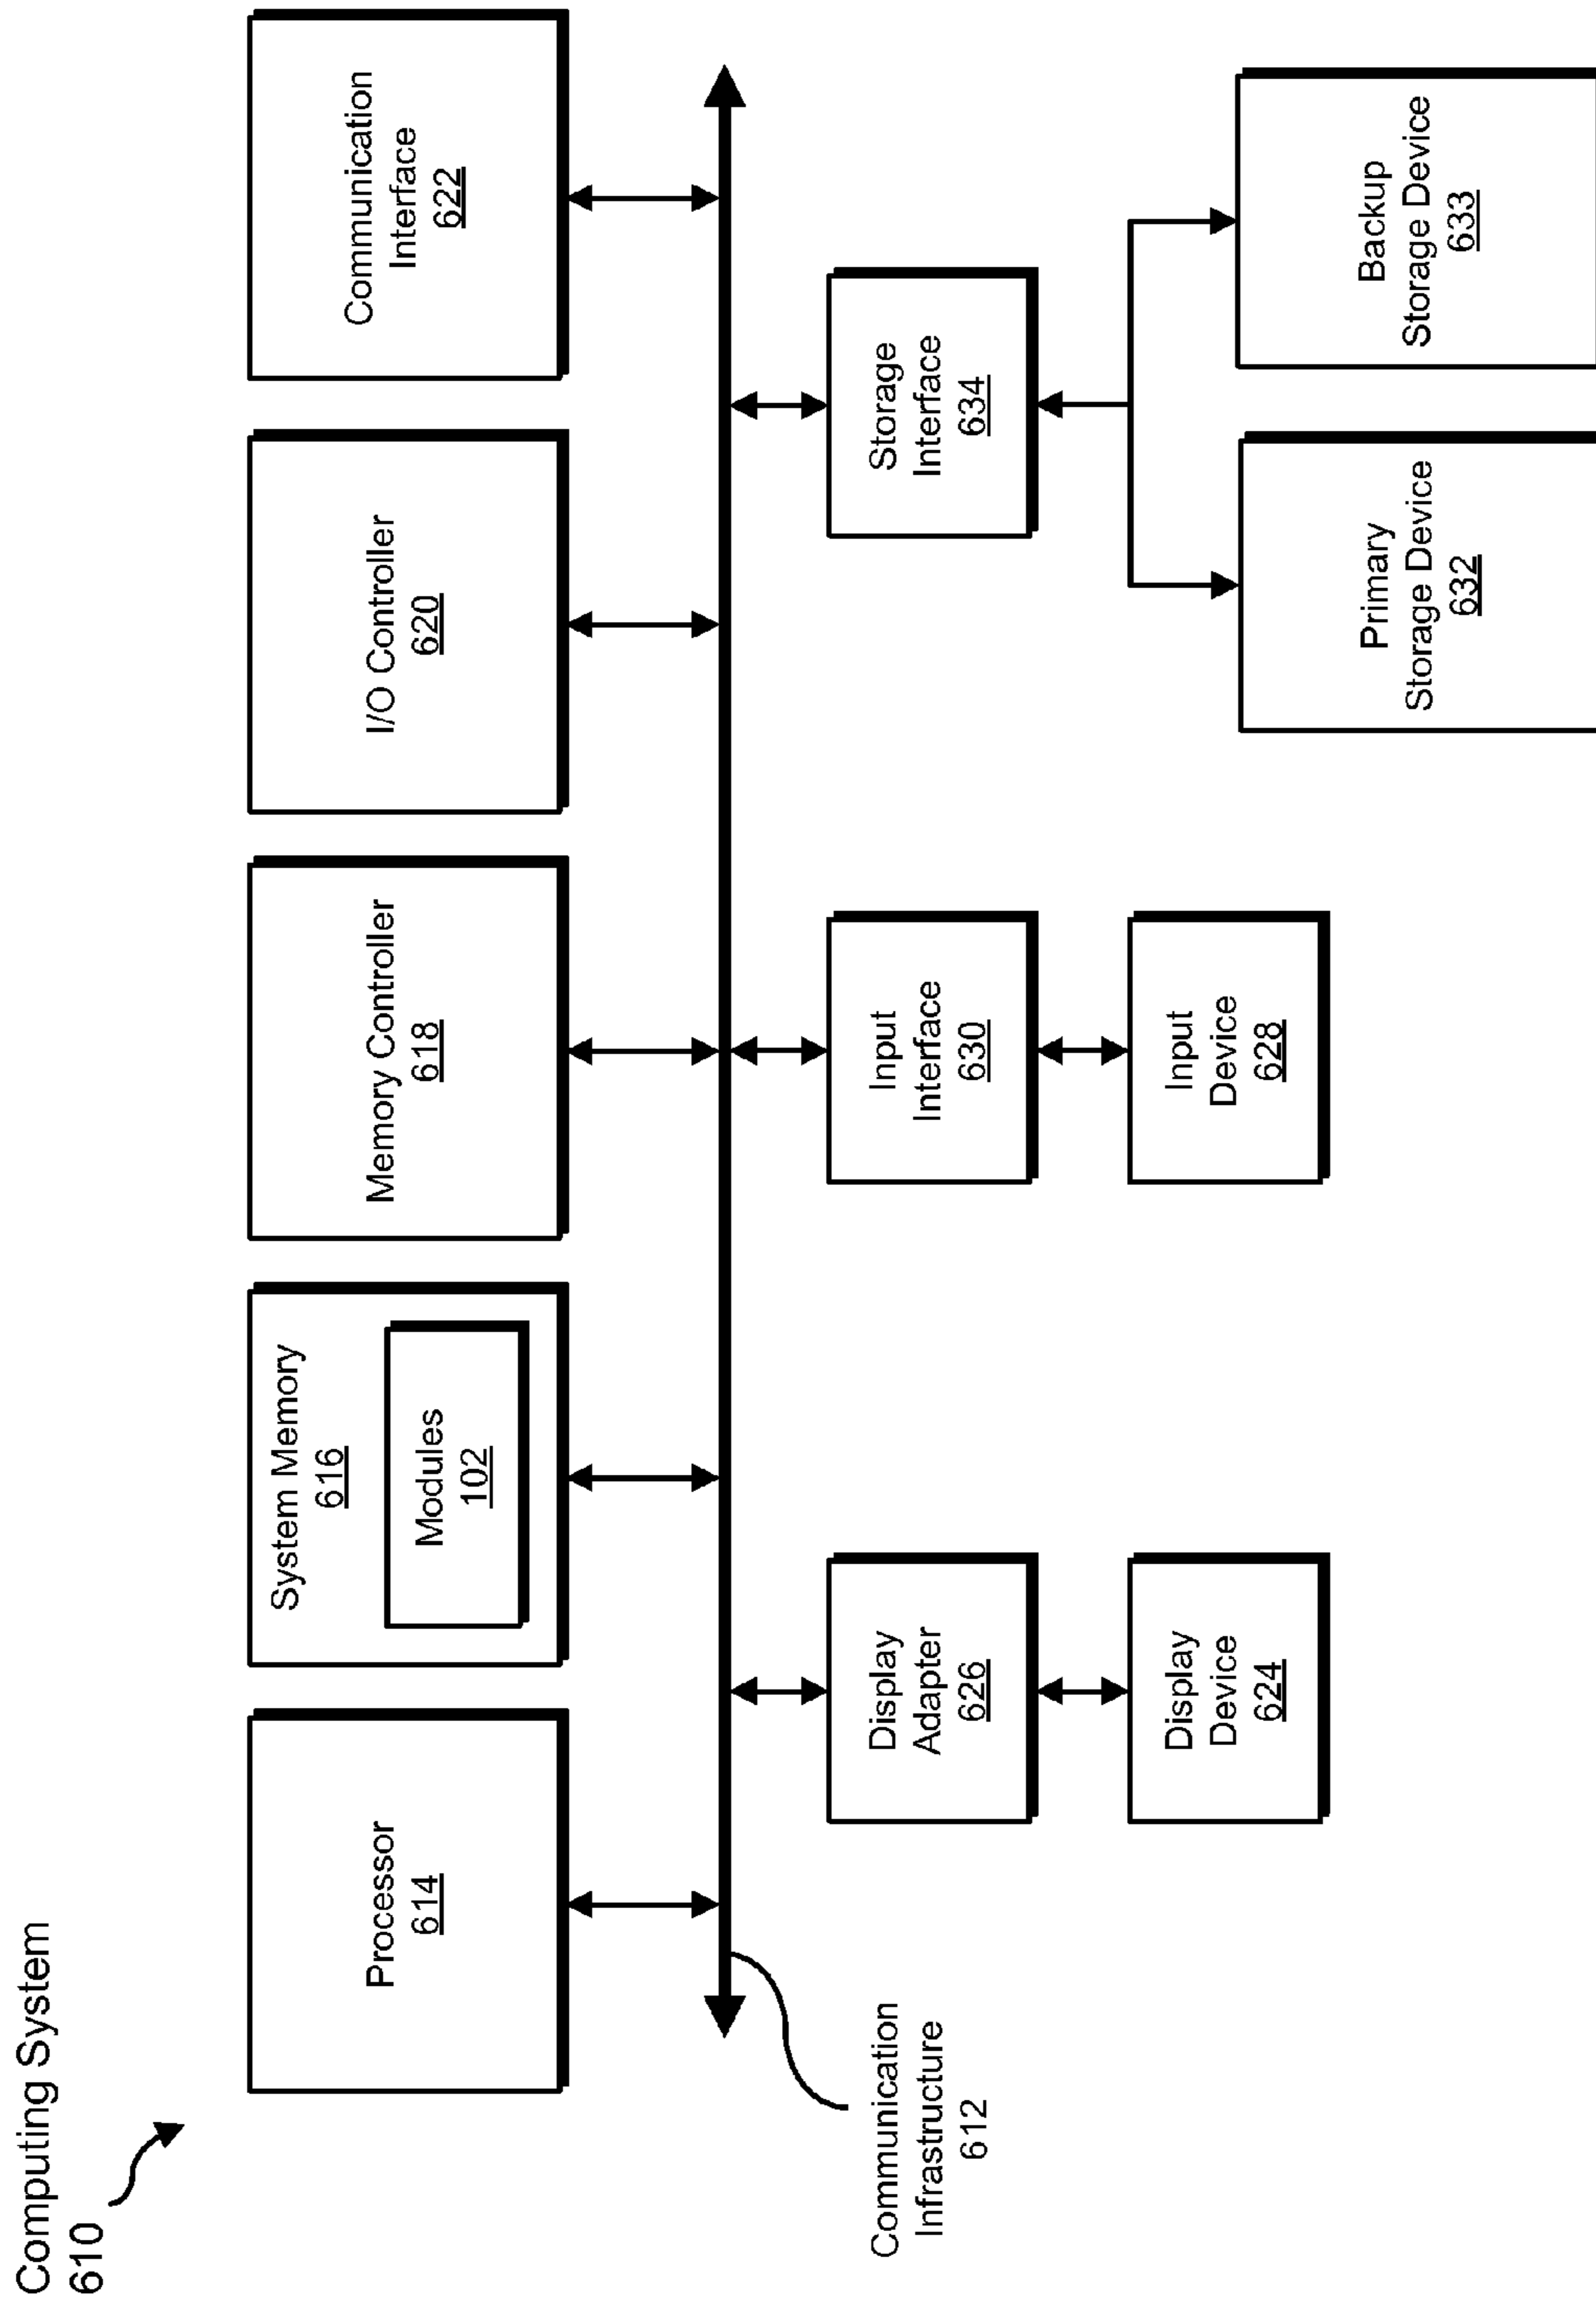 Computing System
610
Processor
614
System Memory
616
Modules
102
Memory Controller
618
I/O Controller
620
Communication
Interface
622
Communication
Infrastructure
612
Display
Adapter
626
Input
Interface
630
Storage
Interface
634
Display
Device
624
Input
Device
628
Primary
Storage Device
632
Backup
Storage Device
633